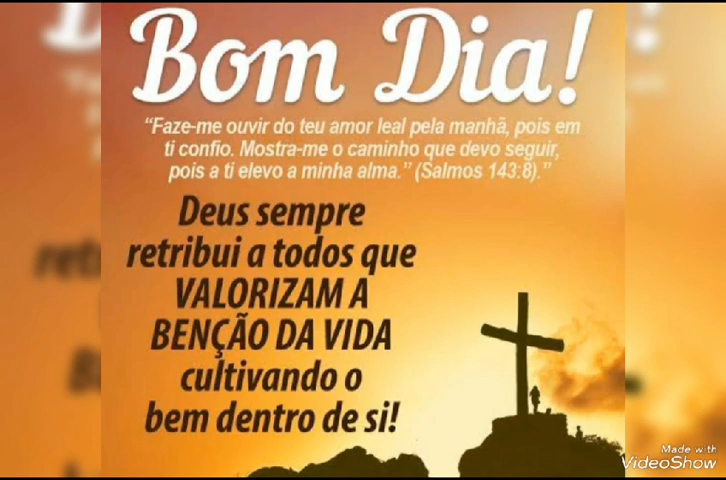 Bom Dia!
“Faze-me ouvir do teu amor leal pela manhã, pois em
ti confio. Mostra-me o caminho que devo seguir,
pois a ti elevo a minha alma.” (Salmos 143:8).”
Deus sempre
retribui a todos que
VALORIZAM A
BENÇÃO DA VIDA
cultivando o
bem dentro de si!
Made with
VideoShow